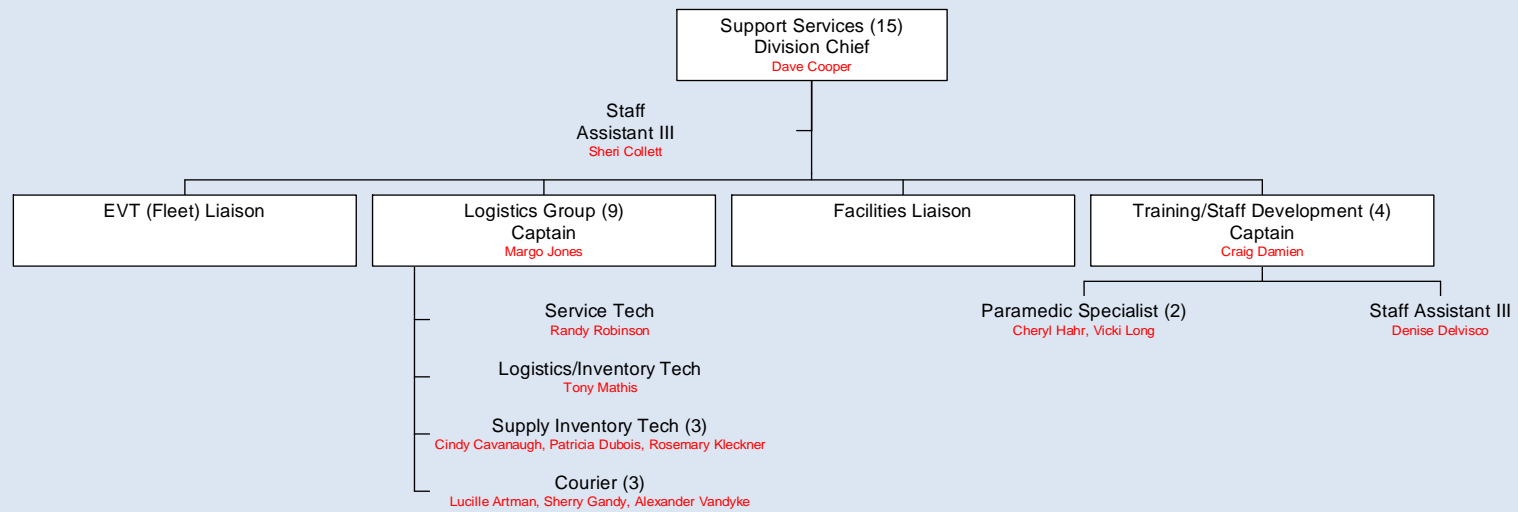 Support Services (15)
Division Chief
Dave Cooper
Staff
Assistant III
Sheri Collett
EVT (Fleet) Liaison
Logistics Group (9)
Captain
Margo Jones
Facilities Liaison
Training/Staff Development (4)
Captain
Craig Damien
Service Tech
Randy Robinson
Logistics/Inventory Tech
Tony Mathis
Supply Inventory Tech (3)
Cindy Cavanaugh, Patricia Dubois, Rosemary Kleckner
Courier (3)
Lucille Artman, Sherry Gandy, Alexander Vandyke
Paramedic Specialist (2)
Cheryl Hahr, Vicki Long
Staff Assistant III
Denise Delvisco